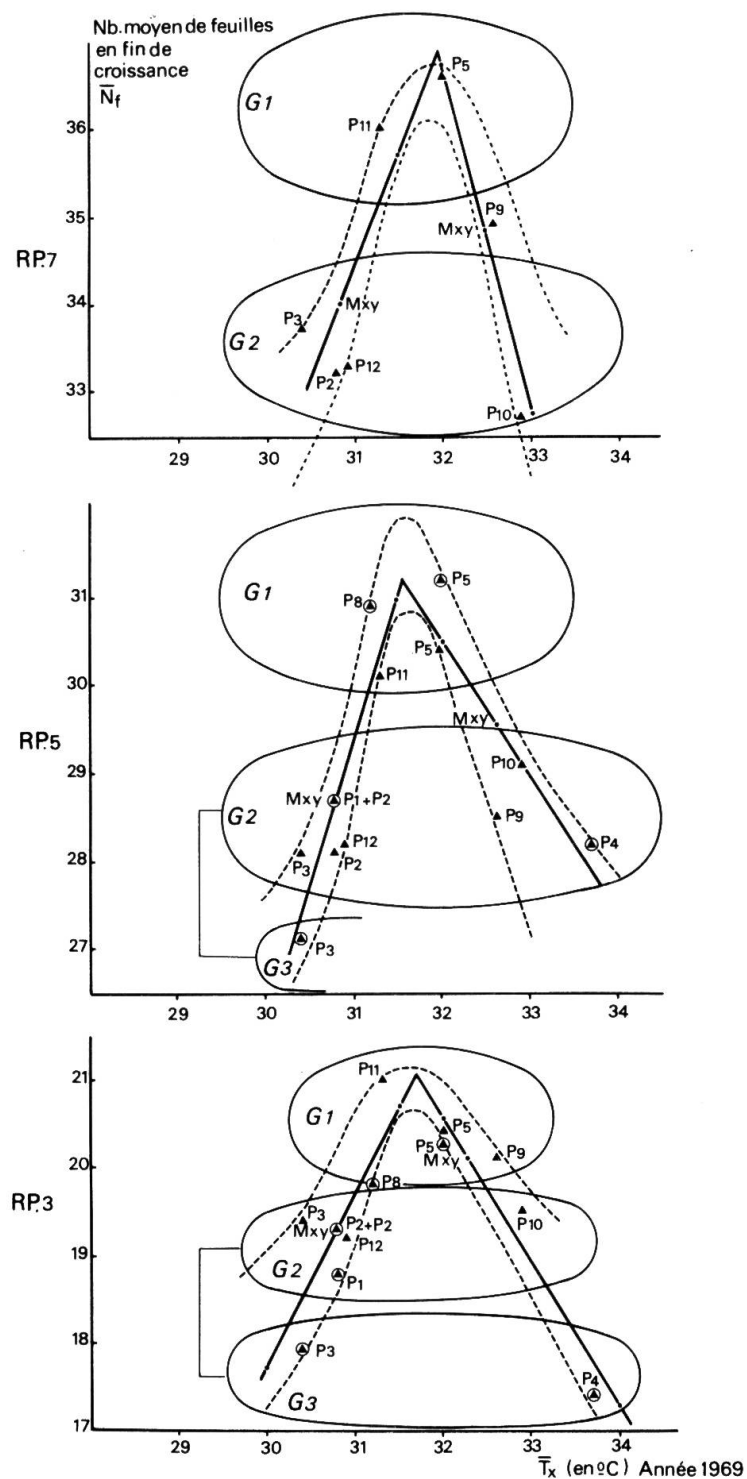 Nb. moyen de feuilles
en fin de
croissance
N̅f
RP.7
36
35
34
33
G1
P5
P11
P9
Mxy
Mxy
P3
G2
P2
P12
P10
29 30 31 32 33 34
RP.5
31
30
29
28
27
G1
P8
P5
P5
P11
Mxy
P10
Mxy
P1+P2
G2
P9
P12
P4
P3
P2
P3
G3
29 30 31 32 33 34
RP.3
21
20
19
18
17
P11
G1
P5
P5
P9
Mxy
P8
P3
P10
Mxy
P2+P2
P12
G2
P1
P3
P4
G3
29 30 31 32 33 34
T̅x (en ºC) Année 1969